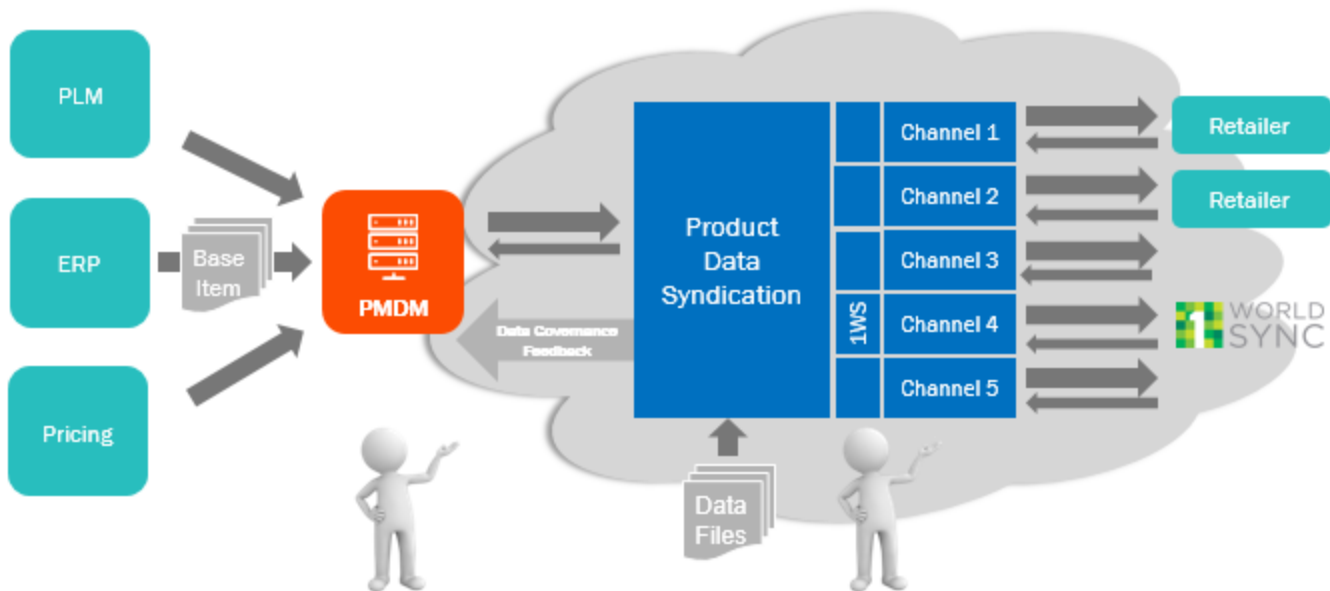 PLM
ERP
Pricing
Base
Item
PMDM
Data Governance
Feedback
Product
Data
Syndication
1WS
Channel 1
Channel 2
Channel 3
Channel 4
Channel 5
Retailer
Retailer
1 WORLD
SYNC
Data
Files